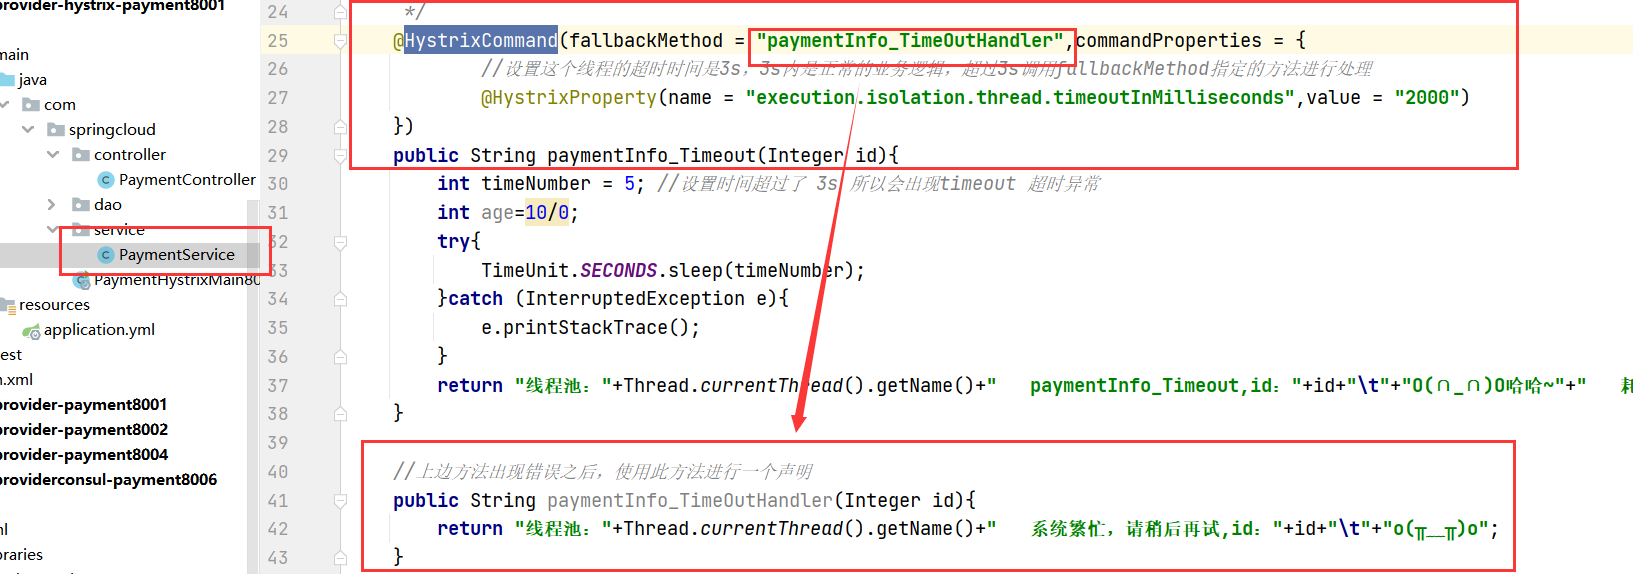 provider-hystrix-payment8001
main
java
com
springcloud
controller
PaymentController
dao
service
PaymentService
PaymentHystrixMain80
resources
application.yml
est
.xml
provider-payment8001
provider-payment8002
provider-payment8004
providerconsul-payment8006
braries
24 */
25 @HystrixCommand(fallbackMethod = "paymentInfo_TimeOutHandler",commandProperties = {
26 //设置这个线程的超时时间是3s，3s内是正常的业务逻辑，超过3s调用fallbackMethod指定的方法进行处理
27 @HystrixProperty(name = "execution.isolation.thread.timeoutInMilliseconds",value = "2000")
28 })
29 public String paymentInfo_Timeout(Integer id){
30 int timeNumber = 5; //设置时间超过了 3s 所以会出现timeout 超时异常
31 int age=10/0;
32 try{
33 TimeUnit.SECONDS.sleep(timeNumber);
34 }catch (InterruptedException e){
35 e.printStackTrace();
36 }
37 return "线程池："+Thread.currentThread().getName()+" paymentInfo_Timeout,id："+id+"\t"+"O(∩_∩)O哈哈~"+" 耗
38 }
39
40 //上边方法出现错误之后，使用此方法进行一个声明
41 public String paymentInfo_TimeOutHandler(Integer id){
42 return "线程池："+Thread.currentThread().getName()+" 系统繁忙，请稍后再试,id："+id+"\t"+"o(╥﹏╥)o";
43 }